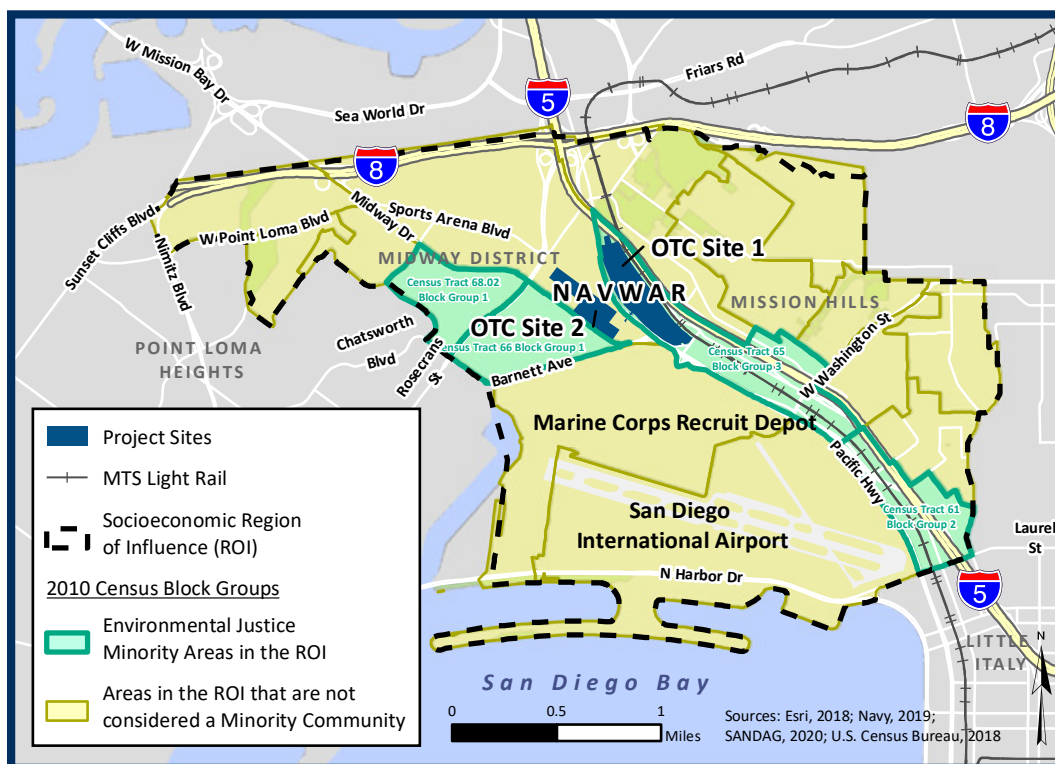 W Mission Bay Dr
Sea World Dr
Friars Rd
5
8
8
Sunset Cliffs Blvd
Nimitz Blvd
W Point Loma Blvd
Midway Dr
Sports Arena Blvd
MIDWAY DISTRICT
OTC Site 1
NAVWAR
OTC Site 2
MISSION HILLS
W Washington St
Census Tract 68.02
Block Group 1
Census Tract 66 Block Group 1
Census Tract 65
Block Group 3
POINT LOMA
HEIGHTS
Chatsworth
Blvd
Rosecrans
St
Barnett Ave
Marine Corps Recruit Depot
Pacific Hwy
San Diego
International Airport
Census Tract 61
Block Group 2
Laurel
St
N Harbor Dr
5
LITTLE
ITALY
San Diego Bay
Project Sites
MTS Light Rail
Socioeconomic Region
of Influence (ROI)
2010 Census Block Groups
Environmental Justice
Minority Areas in the ROI
Areas in the ROI that are not
considered a Minority Community
0 0.5 1
Miles
Sources: Esri, 2018; Navy, 2019;
SANDAG, 2020; U.S. Census Bureau, 2018
N